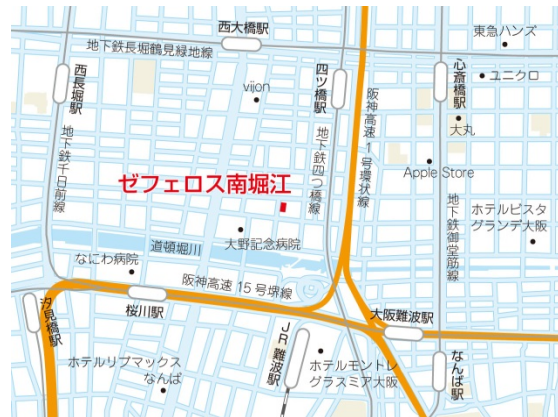 西大橋駅
東急ハンズ
地下鉄長堀鶴見緑地線
西長堀駅
四ツ橋駅
心斎橋駅
ユニクロ
vijon
阪神高速1号環状線
大丸
地下鉄千日前線
地下鉄四つ橋線
Apple Store
ゼフェロス南堀江
地下鉄御堂筋線
ホテルビスタ
グランデ大阪
大野記念病院
道頓堀川
なにわ病院
阪神高速 15号堺線
汐見橋駅
桜川駅
大阪難波駅
JR難波駅
なんば駅
ホテルリブマックス
なんば
ホテルモントレ
グラスミア大阪